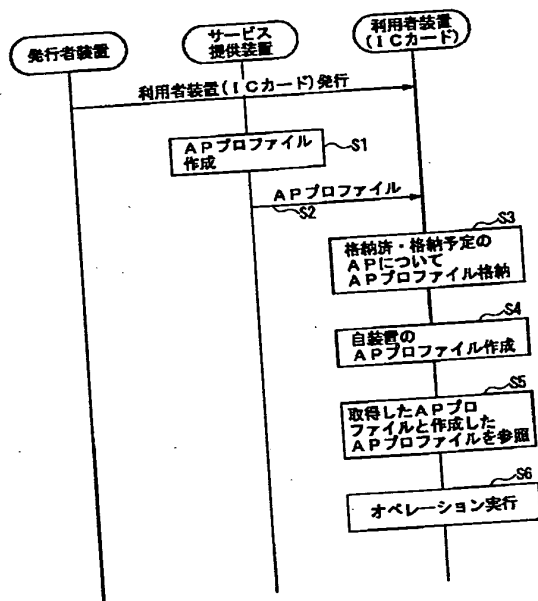 発行者装置
サービス
提供装置
利用者装置
(ICカード)
利用者装置(ICカード)発行
APプロファイル
作成
S1
APプロファイル
S2
S3
格納済・格納予定の
APについて
APプロファイル格納
S4
自装置の
APプロファイル作成
S5
取得したAPプロ
ファイルと作成した
APプロファイルを参照
S6
オペレーション実行